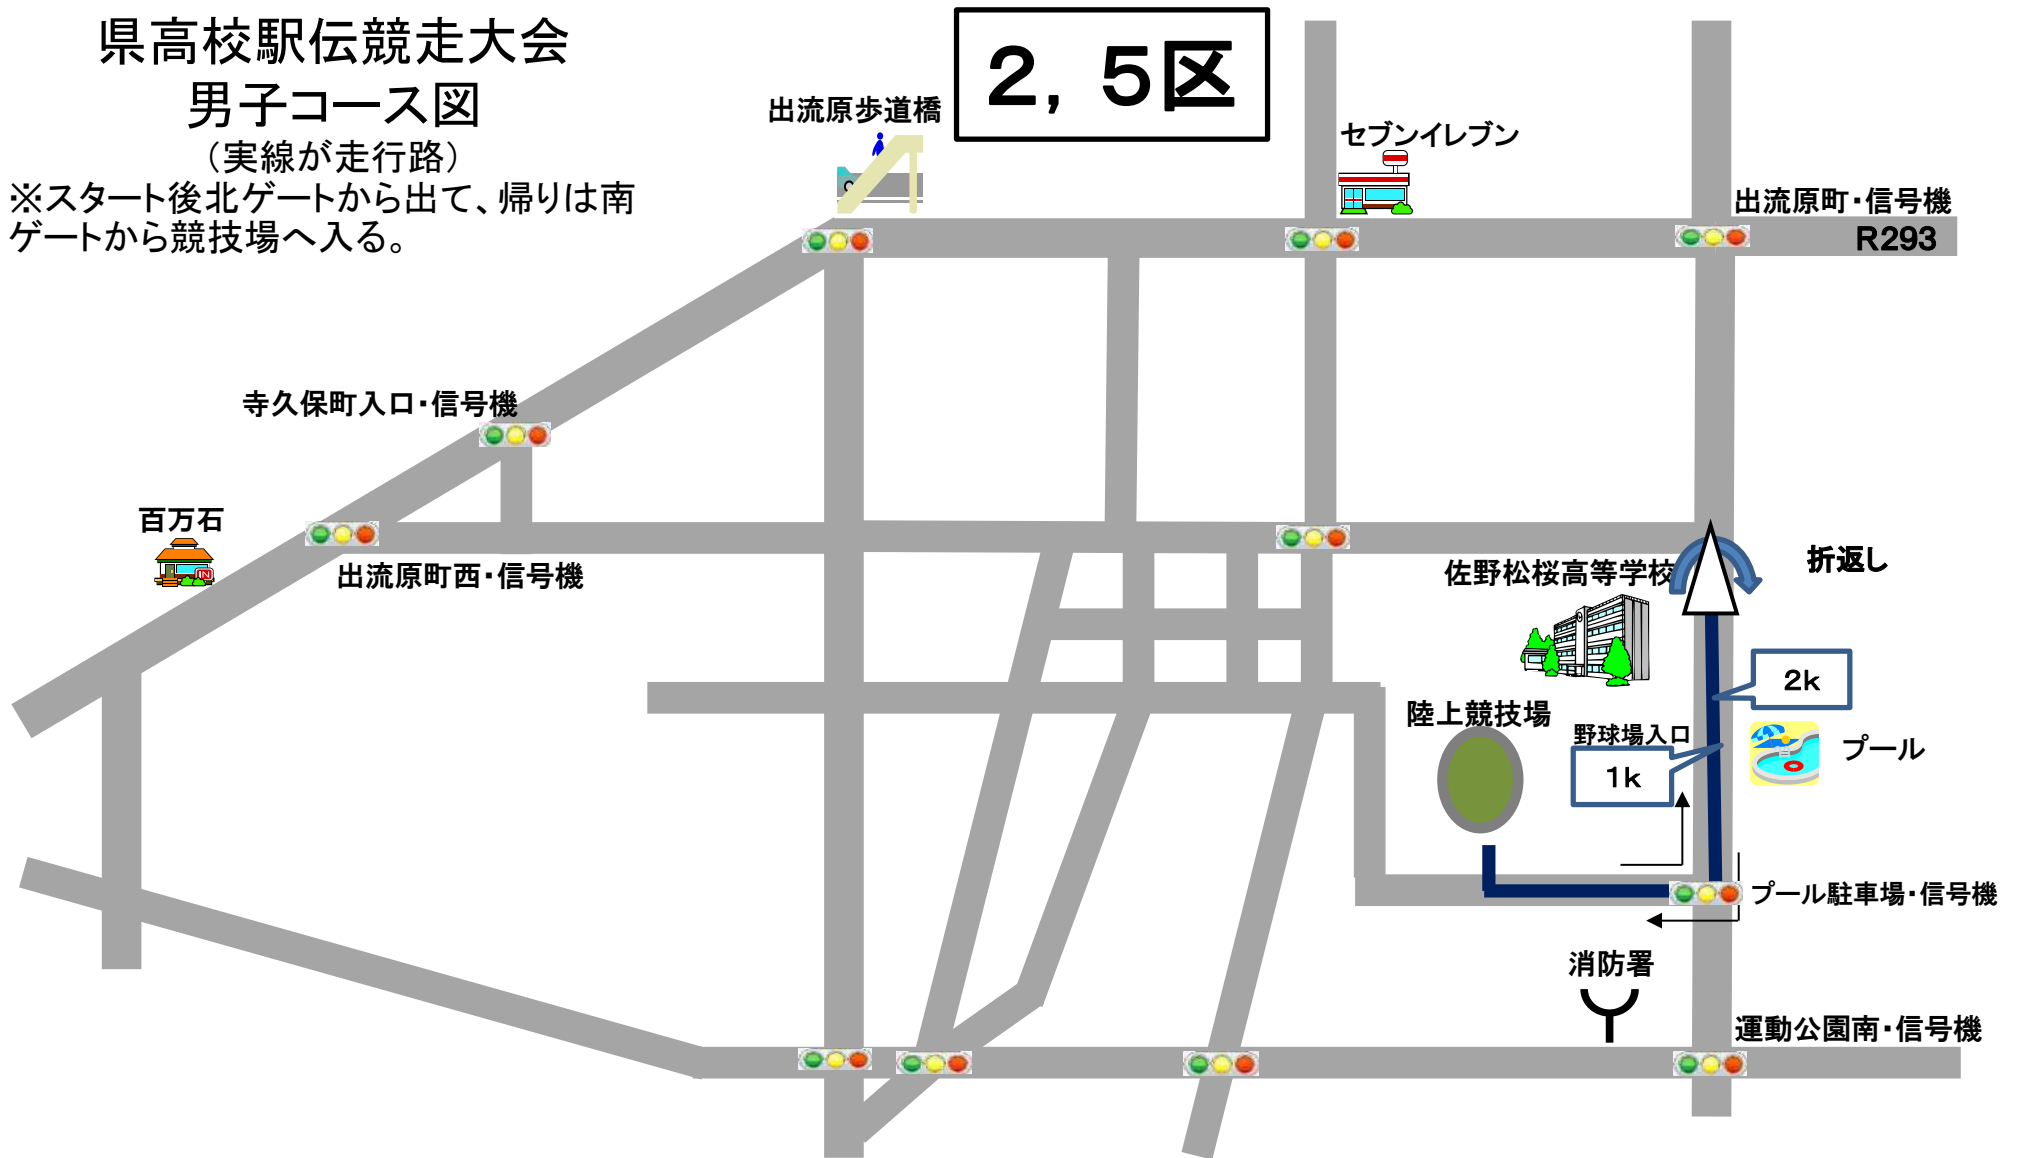 県高校駅伝競走大会
男子コース図
（実線が走行路）
※スタート後北ゲートから出て、帰りは南
ゲートから競技場へ入る。
２，５区
出流原歩道橋
セブンイレブン
出流原町・信号機
R293
寺久保町入口・信号機
百万石
IN
出流原町西・信号機
佐野松桜高等学校
折返し
2k
陸上競技場
野球場入口
1k
プール
プール駐車場・信号機
消防署
運動公園南・信号機